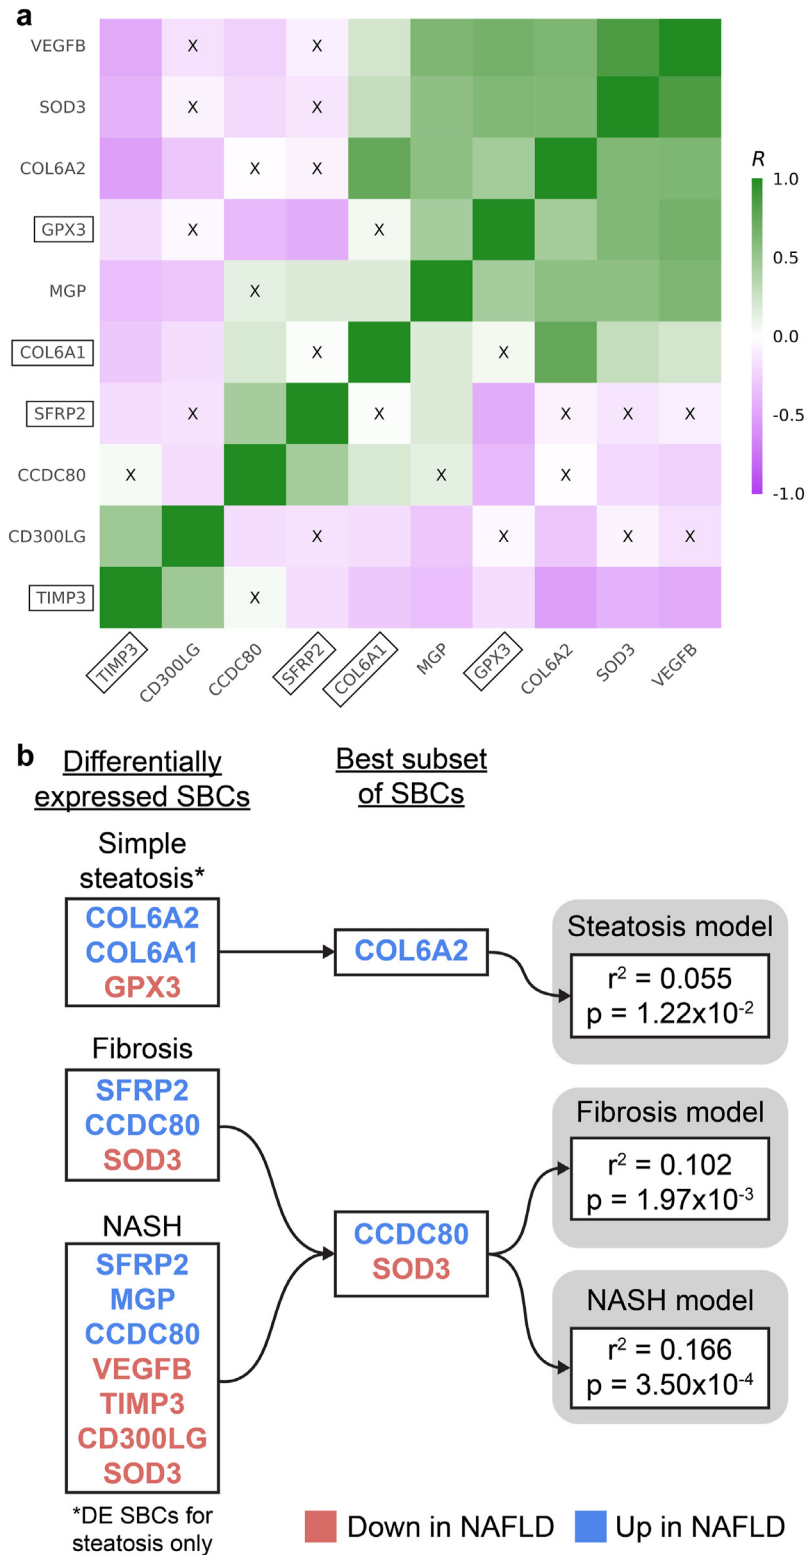 a
VEGFB X X
SOD3 X X
COL6A2 X X
GPX3 X X
MGP X
COL6A1 X X
SFRP2 X X X X X
CCDC80 X X X
CD300LG X X X X
TIMP3 X
TIMP3 CD300LG CCDC80 SFRP2 COL6A1 MGP GPX3 COL6A2 SOD3 VEGFB
R
1.0
0.5
0.0
-0.5
-1.0
b
Differentially
expressed SBCs
Best subset
of SBCs
Simple
steatosis*
COL6A2
COL6A1
GPX3
COL6A2
Steatosis model
r² = 0.055
p = 1.22x10⁻²
Fibrosis
SFRP2
CCDC80
SOD3
Fibrosis model
r² = 0.102
p = 1.97x10⁻³
NASH
SFRP2
MGP
CCDC80
VEGFB
TIMP3
CD300LG
SOD3
CCDC80
SOD3
NASH model
r² = 0.166
p = 3.50x10⁻⁴
*DE SBCs for
steatosis only
Down in NAFLD
Up in NAFLD